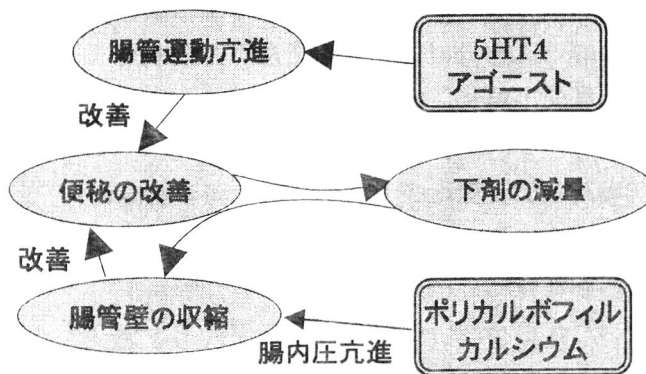 腸管運動亢進
5HT4
アゴニスト
改善
便秘の改善
下剤の減量
改善
腸管壁の収縮
腸内圧亢進
ポリカルボフィル
カルシウム